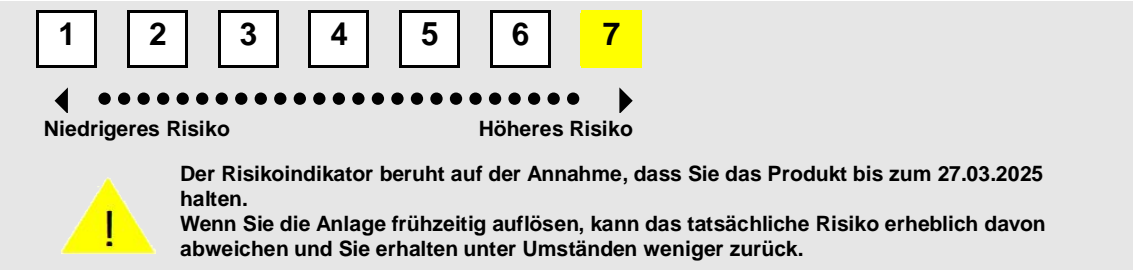 1 2 3 4 5 6 7
Niedrigeres Risiko Höheres Risiko
Der Risikoindikator beruht auf der Annahme, dass Sie das Produkt bis zum 27.03.2025
halten.
Wenn Sie die Anlage frühzeitig auflösen, kann das tatsächliche Risiko erheblich davon
abweichen und Sie erhalten unter Umständen weniger zurück.
!